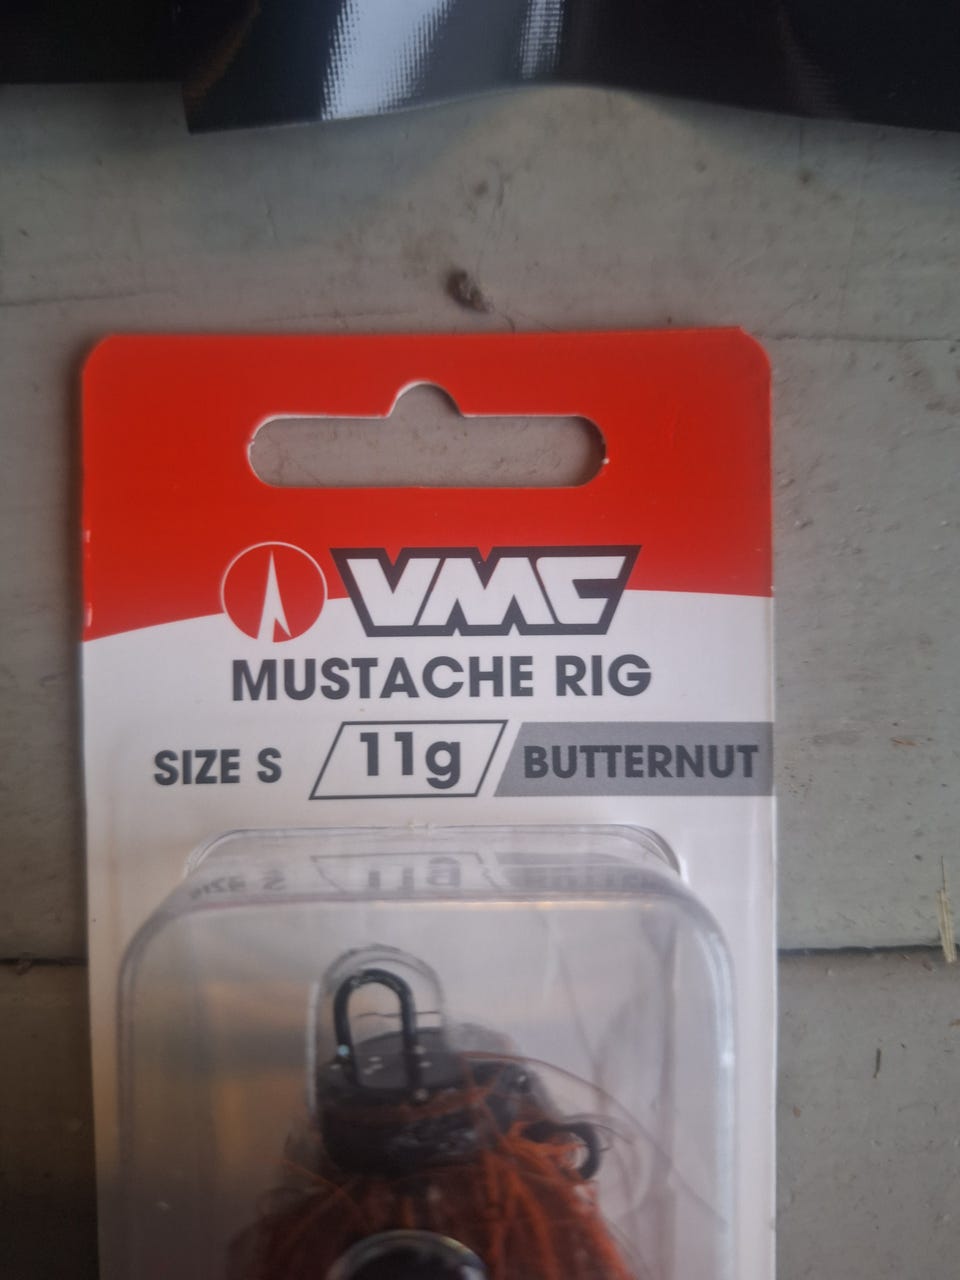 VMC
MUSTACHE RIG
SIZE S 11g BUTTERNUT